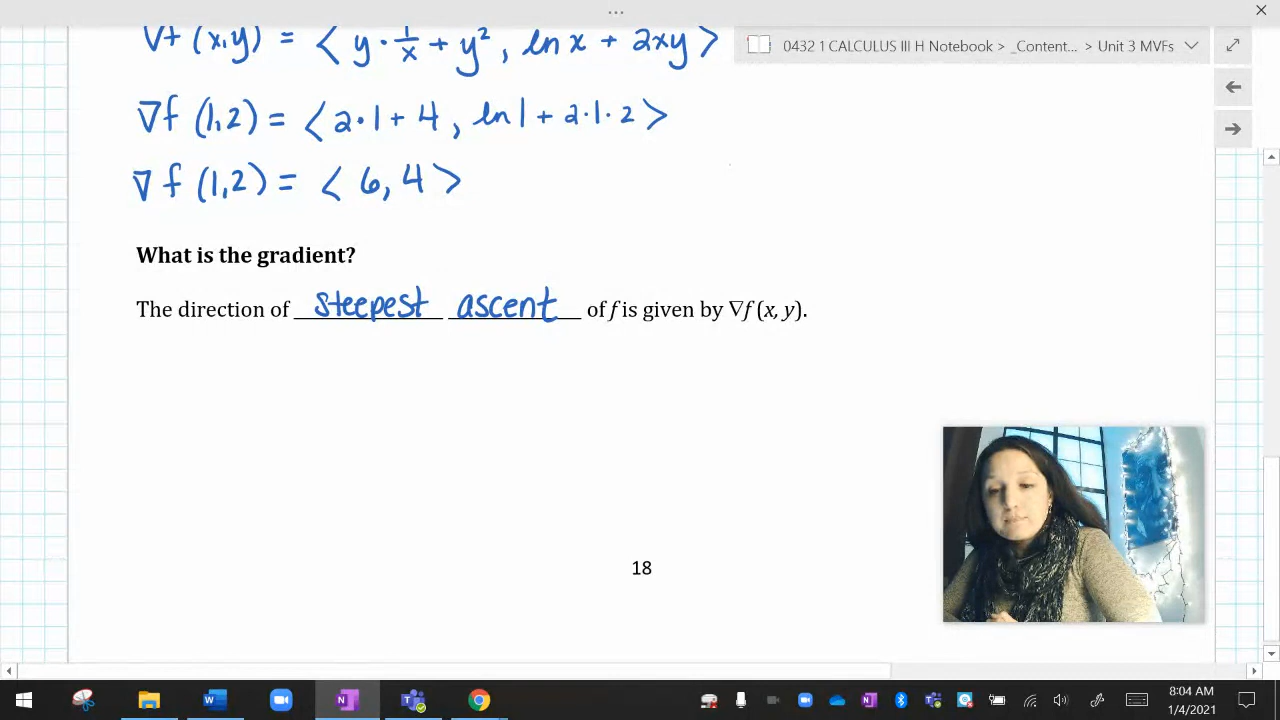 0432 1 CALCULUS III H Notebook > _Content... > Unit 3 MVFs
∇f (x,y) = < y · 1/x + y², ln x + 2xy >
∇f (1,2) = < 2·1 + 4, ln 1 + 2·1·2 >
∇f (1,2) = < 6, 4 >
What is the gradient?
The direction of steepest ascent of f is given by ∇f (x, y).
18
8:04 AM
1/4/2021